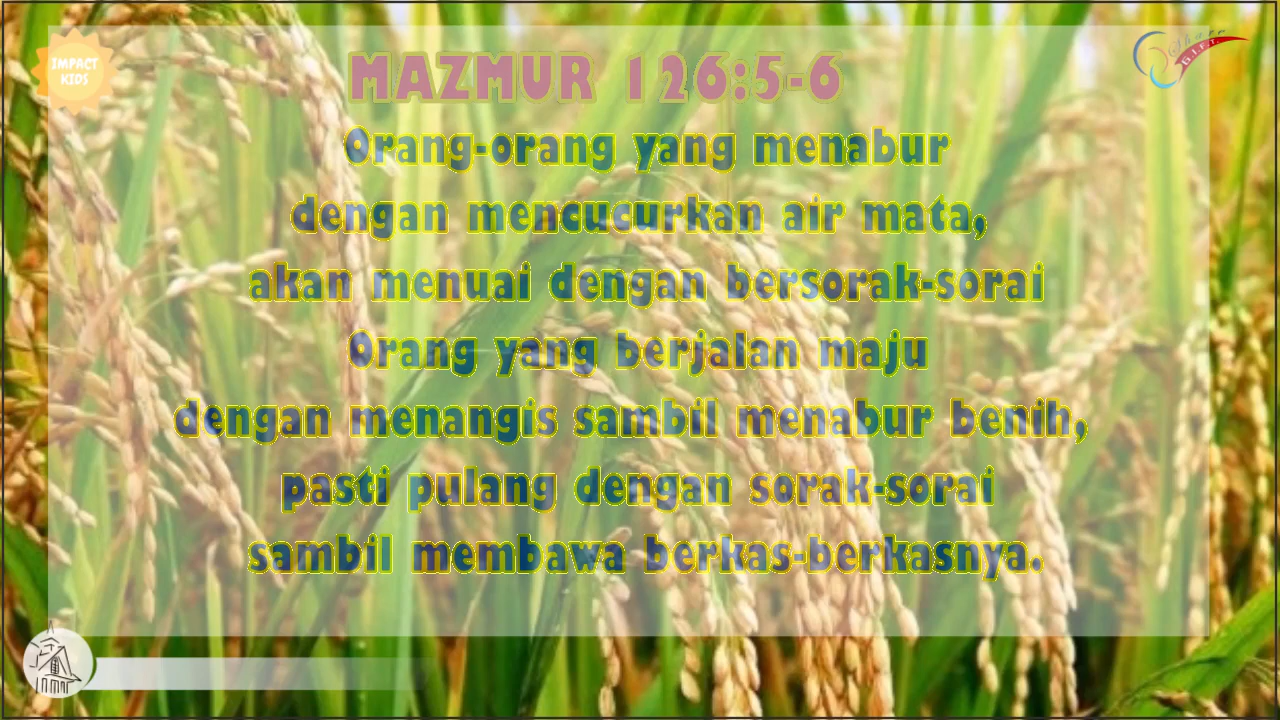 IMPACT
KIDS
Share
G.I.F.T.
MAZMUR 126:5-6
Orang-orang yang menabur
dengan mencucurkan air mata,
akan menuai dengan bersorak-sorai
Orang yang berjalan maju
dengan menangis sambil menabur benih,
pasti pulang dengan sorak-sorai
sambil membawa berkas-berkasnya.